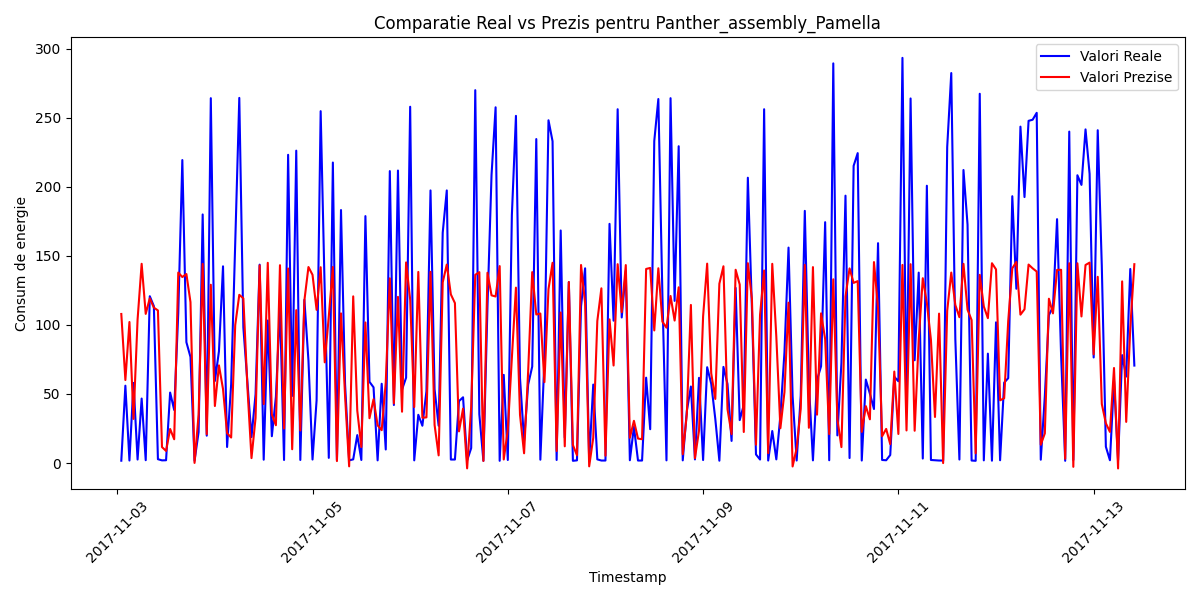 Comparatie Real vs Prezis pentru Panther_assembly_Pamella
Valori Reale
Valori Prezise
Consum de energie
300
250
200
150
100
50
0
2017-11-03
2017-11-05
2017-11-07
2017-11-09
2017-11-11
2017-11-13
Timestamp